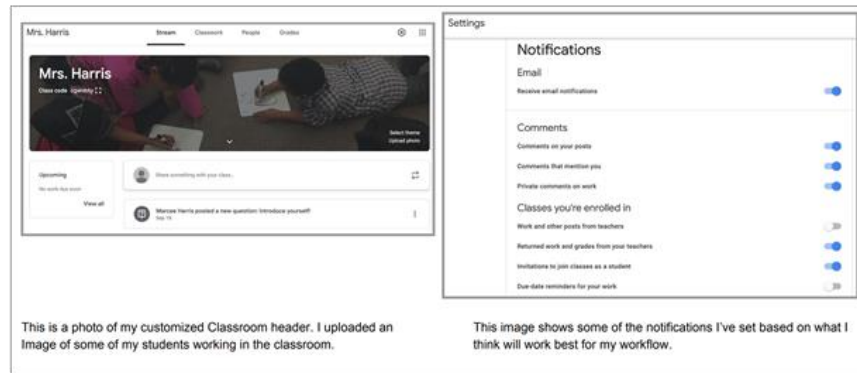 Mrs. Harris
Stream Classwork People Grades
Mrs. Harris
Class code
Select theme
Upload photo
Upcoming
No work due soon
View all
Share something with your class...
Marcee Harris posted a new question: Introduce yourself!
Sep 19
This is a photo of my customized Classroom header. I uploaded an
Image of some of my students working in the classroom.
Settings
Notifications
Email
Receive email notifications
Comments
Comments on your posts
Comments that mention you
Private comments on work
Classes you're enrolled in
Work and other posts from teachers
Returned work and grades from your teachers
Invitations to join classes as a student
Due-date reminders for your work
This image shows some of the notifications I've set based on what I
think will work best for my workflow.